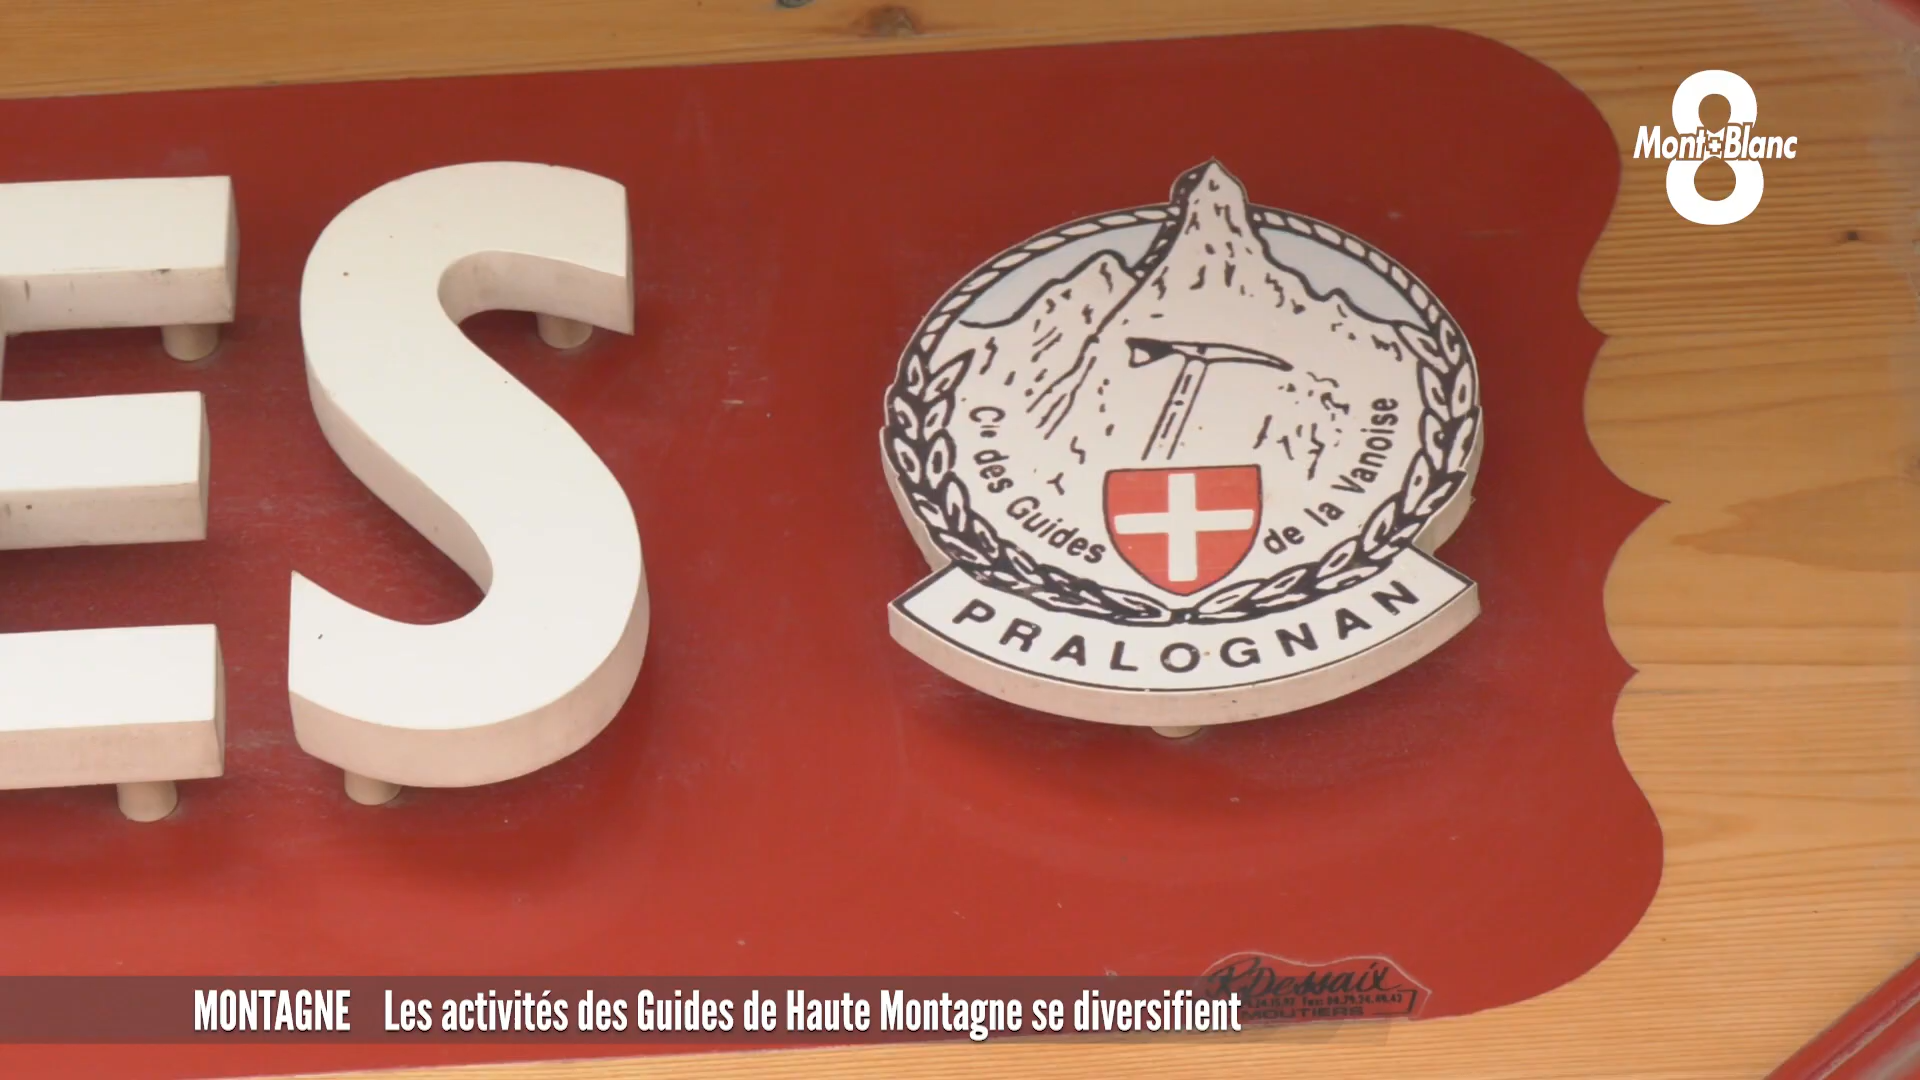 8
Mont Blanc
ES
Cie des Guides de la Vanoise
PRALOGNAN
R. Dessaix
MOUTIERS
MONTAGNE Les activités des Guides de Haute Montagne se diversifient